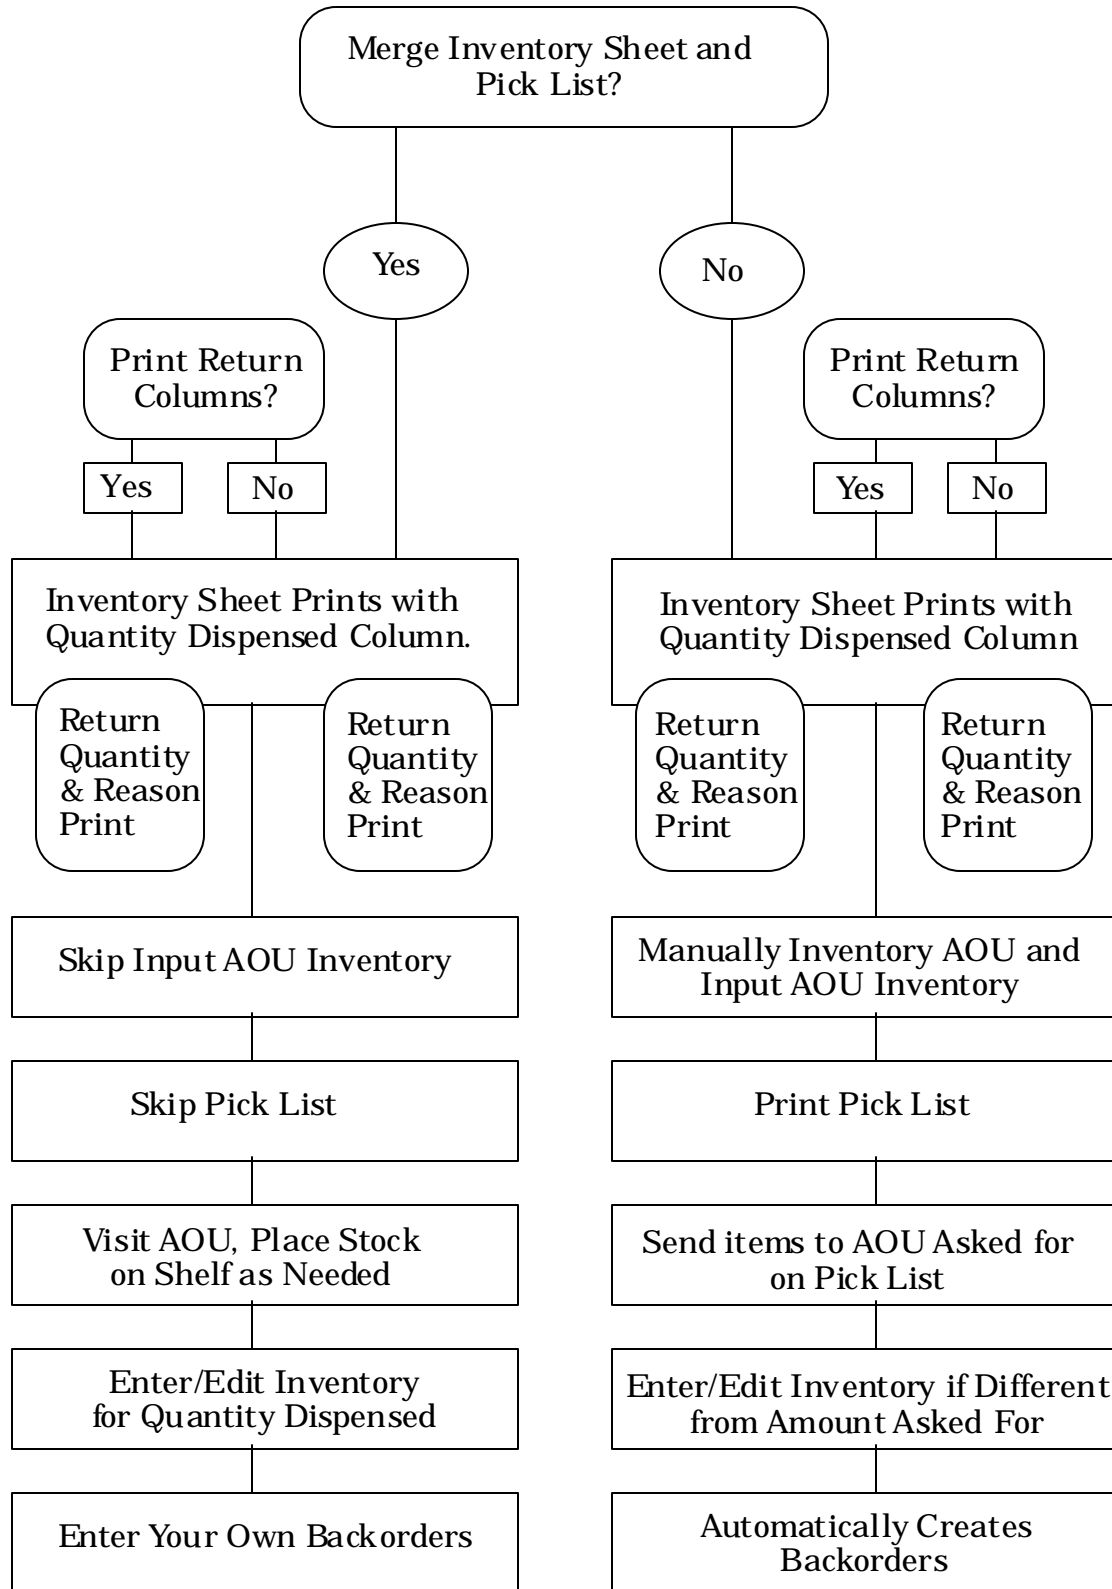 Merge Inventory Sheet and
Pick List?
Yes
No
Print Return
Columns?
Yes
No
Print Return
Columns?
Yes
No
Inventory Sheet Prints with
Quantity Dispensed Column.
Inventory Sheet Prints with
Quantity Dispensed Column
Return
Quantity
& Reason
Print
Return
Quantity
& Reason
Print
Return
Quantity
& Reason
Print
Return
Quantity
& Reason
Print
Skip Input AOU Inventory
Manually Inventory AOU and
Input AOU Inventory
Skip Pick List
Print Pick List
Visit AOU, Place Stock
on Shelf as Needed
Send items to AOU Asked for
on Pick List
Enter/Edit Inventory
for Quantity Dispensed
Enter/Edit Inventory if Different
from Amount Asked For
Enter Your Own Backorders
Automatically Creates
Backorders